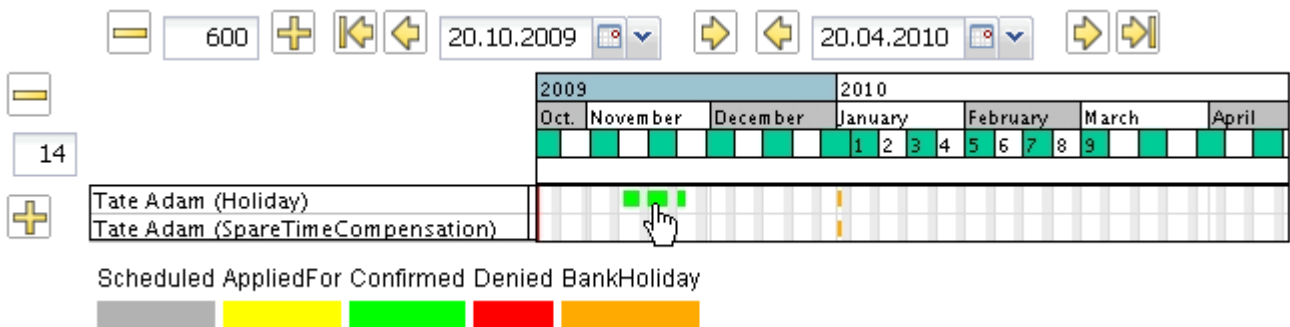 600 20.10.2009 20.04.2010
2009 2010
Oct. November December January February March April
1 2 3 4 5 6 7 8 9
14
Tate Adam (Holiday)
Tate Adam (SpareTimeCompensation)
Scheduled AppliedFor Confirmed Denied BankHoliday